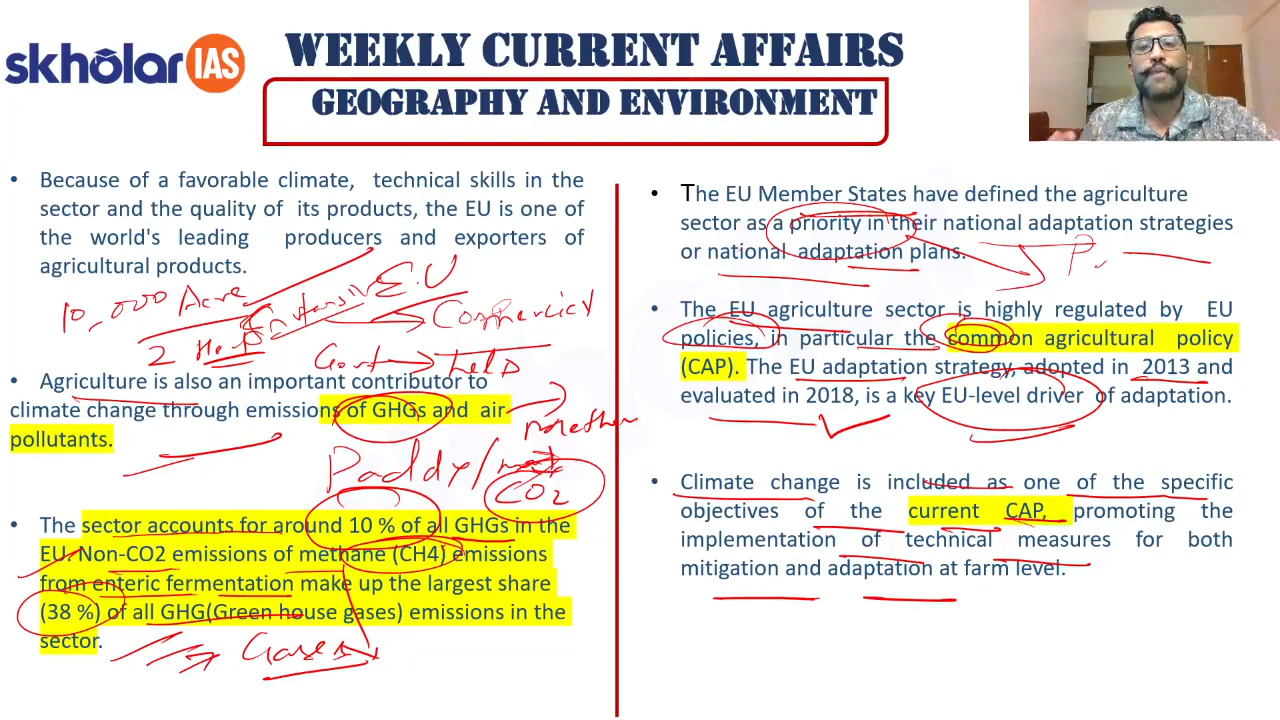 skholar IAS
WEEKLY CURRENT AFFAIRS
GEOGRAPHY AND ENVIRONMENT
• Because of a favorable climate, technical skills in the
sector and the quality of its products, the EU is one of
the world's leading producers and exporters of
agricultural products.
E.U
10,000 Acre
Extensive
Commercial
2 Hec
Govt
Held
• Agriculture is also an important contributor to
climate change through emissions of GHGs and air
pollutants.
Paddy/
CO2
• The sector accounts for around 10 % of all GHGs in the
EU. Non-CO2 emissions of methane (CH4) emissions
from enteric fermentation make up the largest share
(38 %) of all GHG(Green house gases) emissions in the
sector.
Gases
• The EU Member States have defined the agriculture
sector as a priority in their national adaptation strategies
or national adaptation plans.
P.
• The EU agriculture sector is highly regulated by EU
policies, in particular the common agricultural policy
(CAP). The EU adaptation strategy, adopted in 2013 and
evaluated in 2018, is a key EU-level driver of adaptation.
• Climate change is included as one of the specific
objectives of the current CAP, promoting the
implementation of technical measures for both
mitigation and adaptation at farm level.